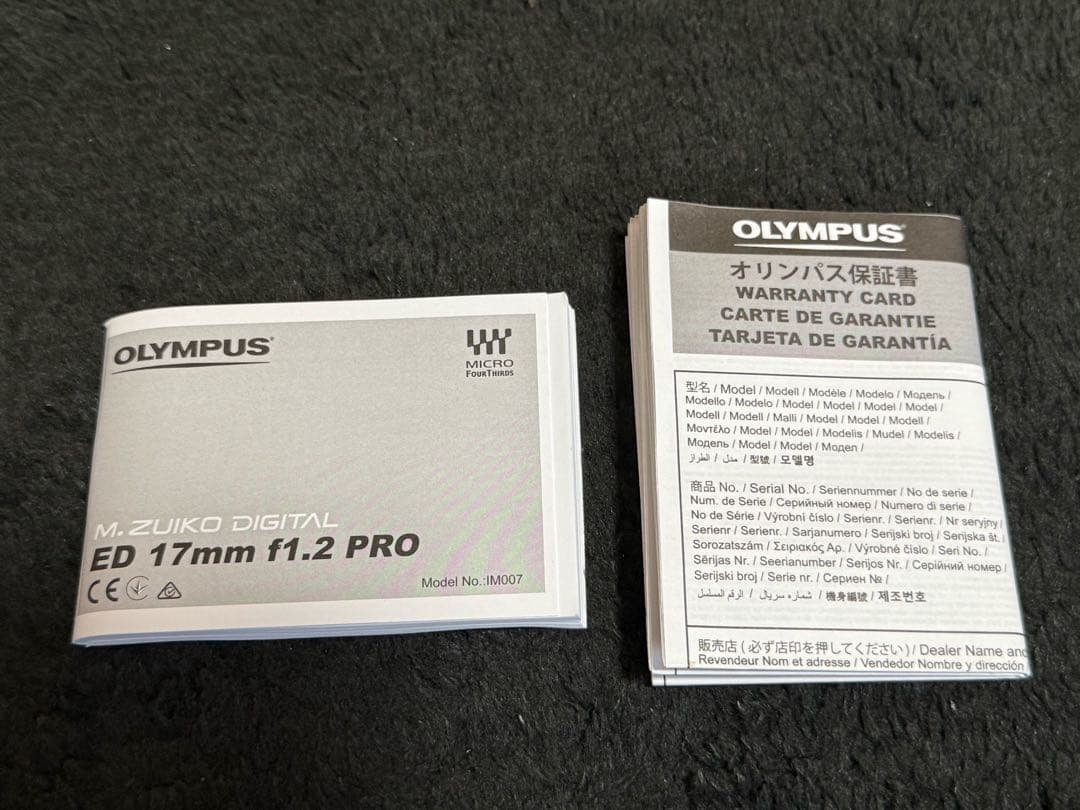 OLYMPUS
MICRO
FOURTHIRDS
M.ZUIKO DIGITAL
ED 17mm f1.2 PRO
CE
Model No.:IM007
OLYMPUS
オリンパス保証書
WARRANTY CARD
CARTE DE GARANTIE
TARJETA DE GARANTÍA
型名 / Model / Modell / Modèle / Modelo / Модель /
Modello / Modelo / Model / Model / Model / Model /
Modell / Modell / Malli / Model / Model / Modell /
Μοντέλο / Model / Model / Modelis / Mudel / Modelis /
Модель / Model / Model / Модел /
الطراز / مدل / 型號 / 모델명
商品 No. / Serial No. / Seriennummer / No de serie /
Num. de Serie / Серийный номер / Numero di serie /
No de Série / Výrobní číslo / Serienr. / Serienr. / Nr seryjny /
Serienr / Serienr. / Sarjanumero / Serijski broj / Serijska št. /
Sorozatszám / Σειριακός Αρ. / Výrobné číslo / Seri No. /
Sērijas Nr. / Seerianumber / Serijos Nr. / Серійний номер /
Serijski broj / Serie nr. / Сериен № /
الرقم المسلسل / شماره سریال / 機身編號 / 제조번호
販売店 ( 必ず店印を押してください ) / Dealer Name and
Revendeur Nom et adresse / Vendedor Nombre y dirección